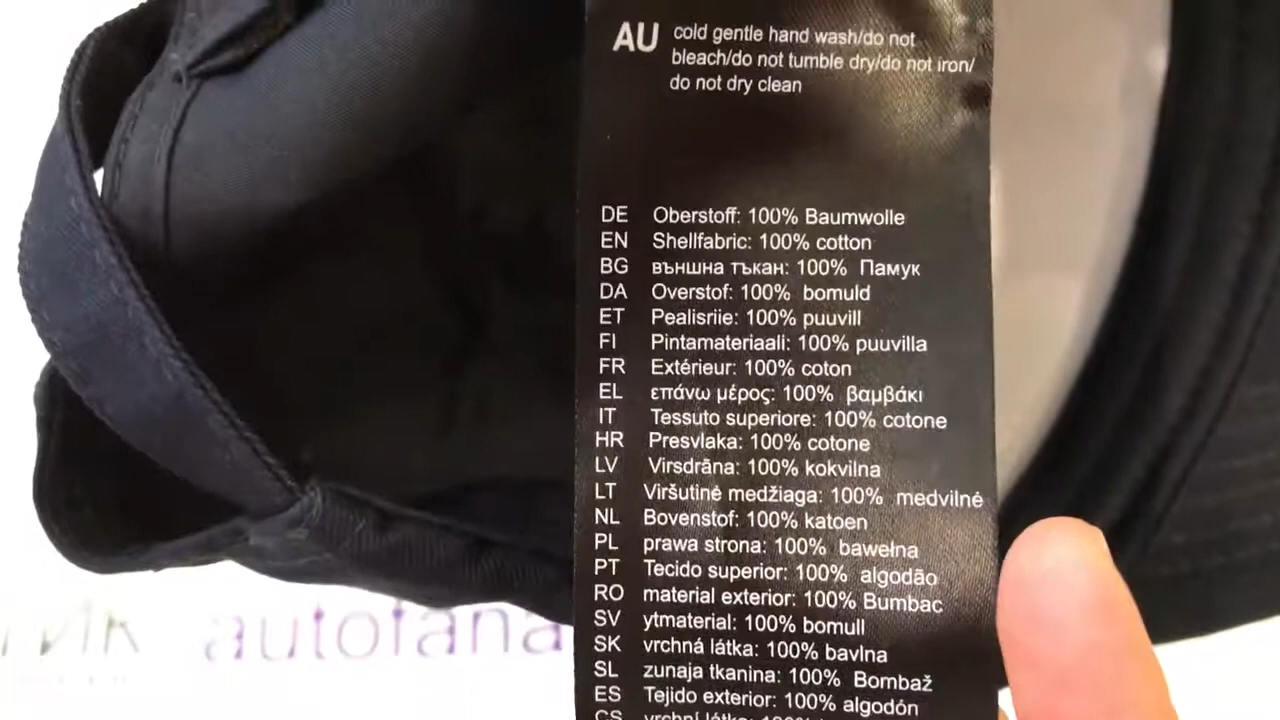 AU cold gentle hand wash/do not
bleach/do not tumble dry/do not iron/
do not dry clean
DE Oberstoff: 100% Baumwolle
EN Shellfabric: 100% cotton
BG външна тъкан: 100% Памук
DA Overstof: 100% bomuld
ET Pealisriie: 100% puuvill
FI Pintamateriaali: 100% puuvilla
FR Extérieur: 100% coton
EL επάνω μέρος: 100% βαμβάκι
IT Tessuto superiore: 100% cotone
HR Presvlaka: 100% cotone
LV Virsdrāna: 100% kokvilna
LT Viršutinė medžiaga: 100% medvilnė
NL Bovenstof: 100% katoen
PL prawa strona: 100% bawełna
PT Tecido superior: 100% algodão
RO material exterior: 100% Bumbac
SV ytmaterial: 100% bomull
SK vrchná látka: 100% bavlna
SL zunaja tkanina: 100% Bombaž
ES Tejido exterior: 100% algodón
CS vrchní látka: 100%
autofana